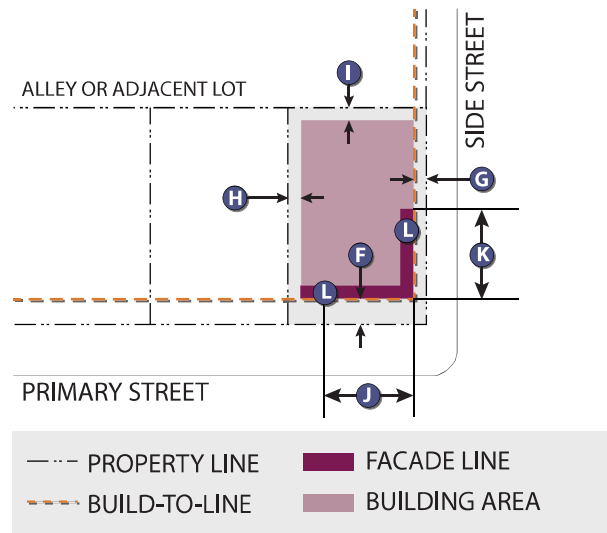 I
ALLEY OR ADJACENT LOT
SIDE STREET
G
H
L
F
K
L
PRIMARY STREET
J
PROPERTY LINE
FACADE LINE
BUILD-TO-LINE
BUILDING AREA